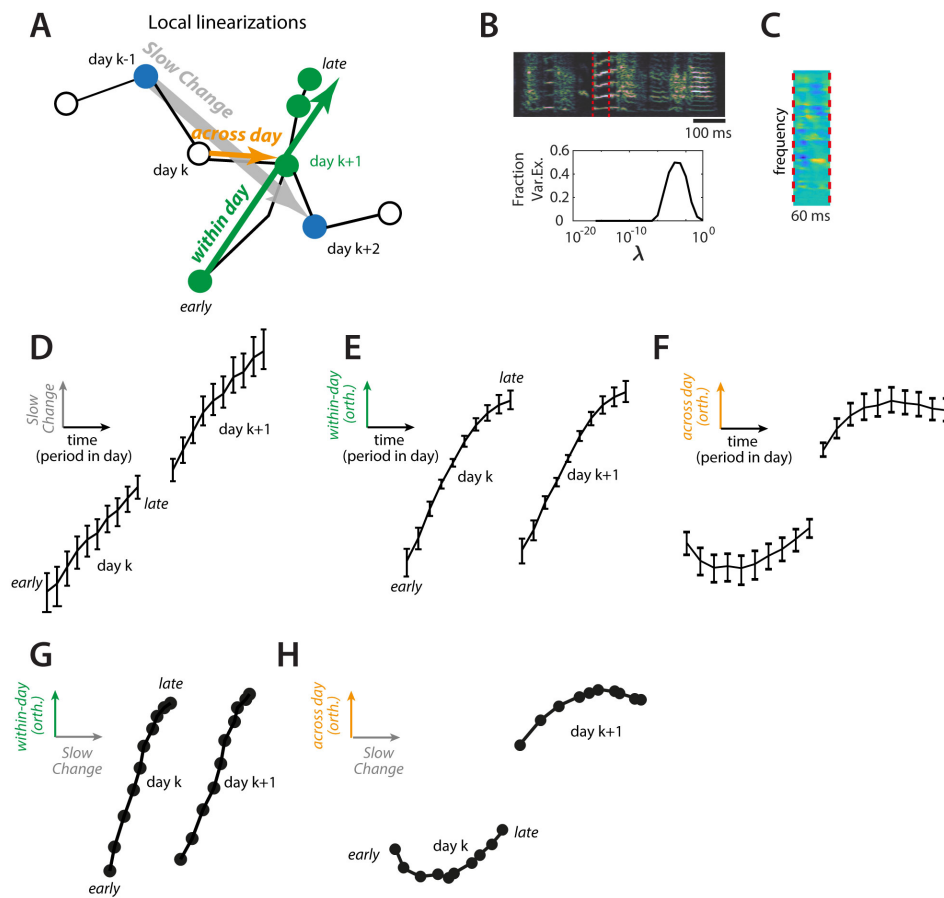 A
Local linearizations
day k-1
Slow Change
late
across day
day k
day k+1
within day
day k+2
early
B
100 ms
Fraction
Var.Ex.
0.6
0.4
0.2
0
10-20
10-10
100
λ
C
frequency
60 ms
D
Slow
Change
time
(period in day)
day k+1
late
early
day k
E
within-day
(orth.)
time
(period in day)
late
day k
day k+1
early
F
across day
(orth.)
time
(period in day)
G
within-day
(orth.)
Slow
Change
late
day k
day k+1
early
H
across day
(orth.)
Slow
Change
day k+1
early
day k
late